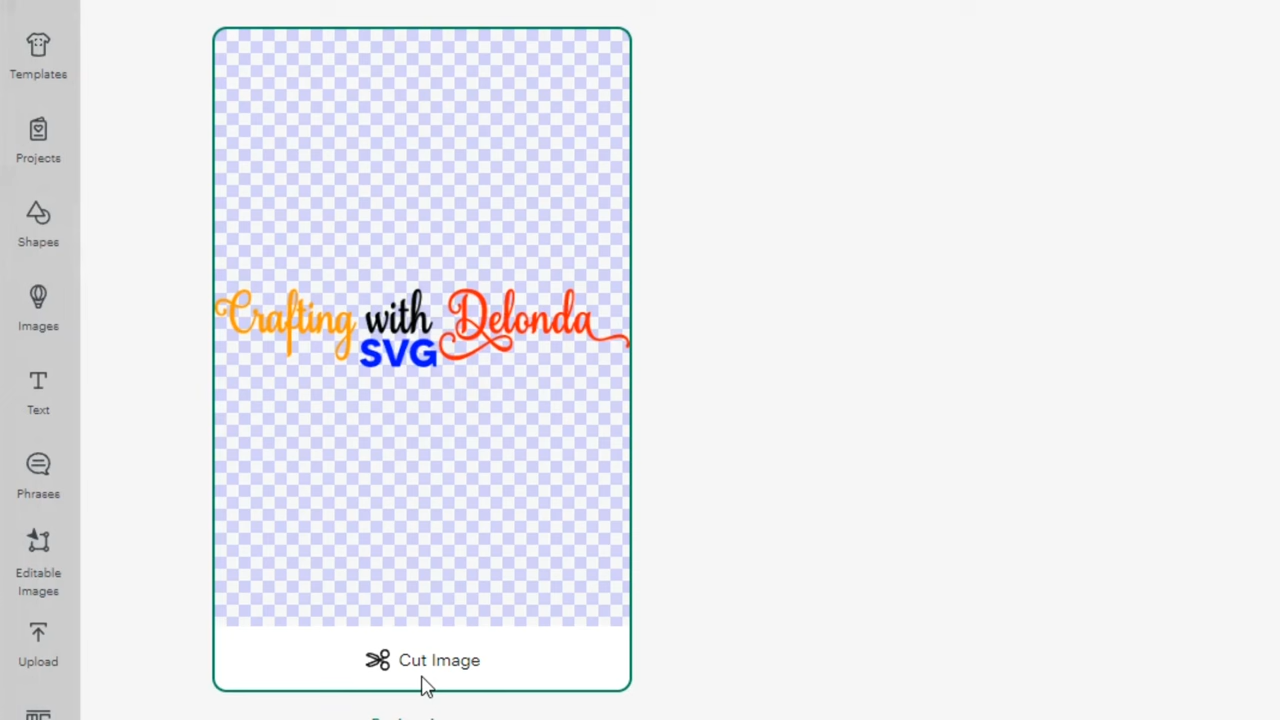 Templates
Projects
Shapes
Images
Text
Phrases
Editable
Images
Upload
Crafting with Delonda
SVG
Cut Image